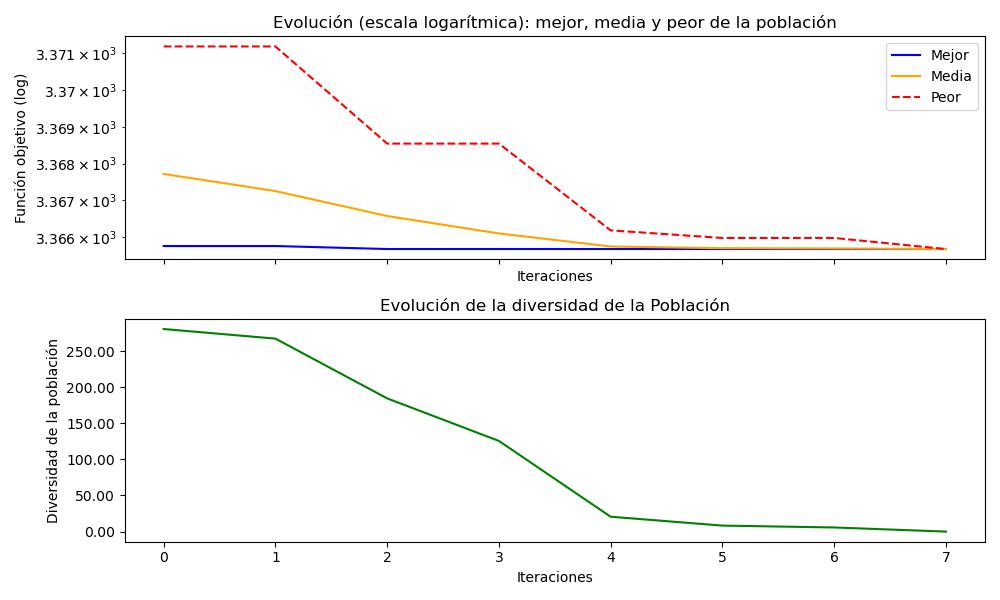 Evolución (escala logarítmica): mejor, media y peor de la población
3.371 × 10³
3.37 × 10³
3.369 × 10³
3.368 × 10³
3.367 × 10³
3.366 × 10³
Función objetivo (log)
Mejor
Media
Peor
Iteraciones
Evolución de la diversidad de la Población
250.00
200.00
150.00
100.00
50.00
0.00
Diversidad de la población
0 1 2 3 4 5 6 7
Iteraciones